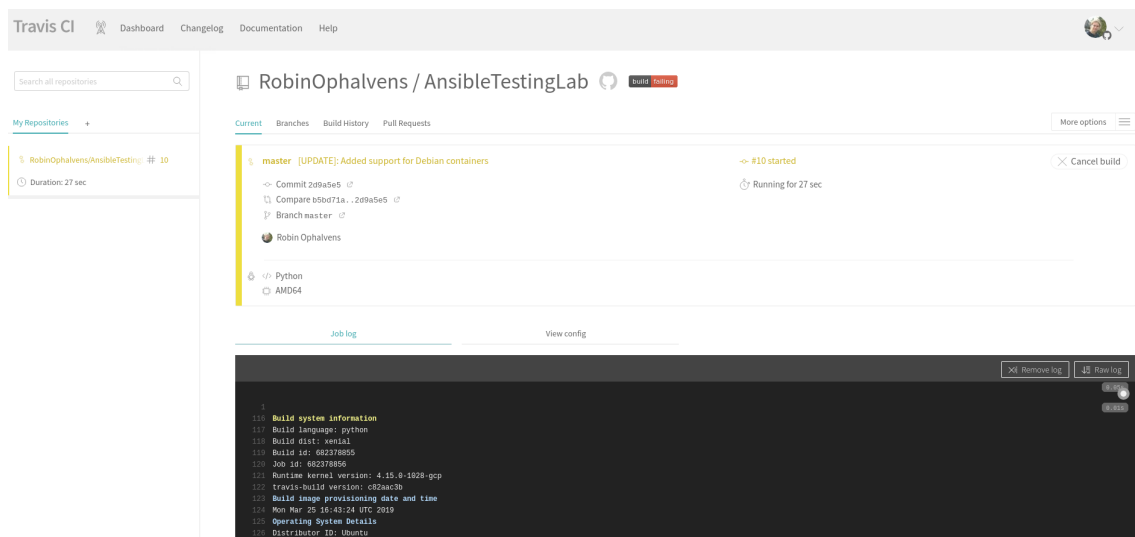 Travis CI Dashboard Changelog Documentation Help
Search all repositories
RobinOphalvens / AnsibleTestingLab build failing
My Repositories +
Current Branches Build History Pull Requests More options
RobinOphalvens/AnsibleTesting # 10
Duration: 27 sec
master [UPDATE]: Added support for Debian containers #10 started Cancel build
Commit 2d9a5e5 Running for 27 sec
Compare b5bd71a..2d9a5e5
Branch master
Robin Ophalvens
</> Python
AMD64
Job log View config
Remove log Raw log
1
116 Build system information 0.01s
117 Build language: python
118 Build dist: xenial
119 Build id: 682378855
120 Job id: 682378856
121 Runtime kernel version: 4.15.0-1028-gcp
122 travis-build version: c82aac3b
123 Build image provisioning date and time
124 Mon Mar 25 16:43:24 UTC 2019
125 Operating System Details
126 Distributor ID: Ubuntu